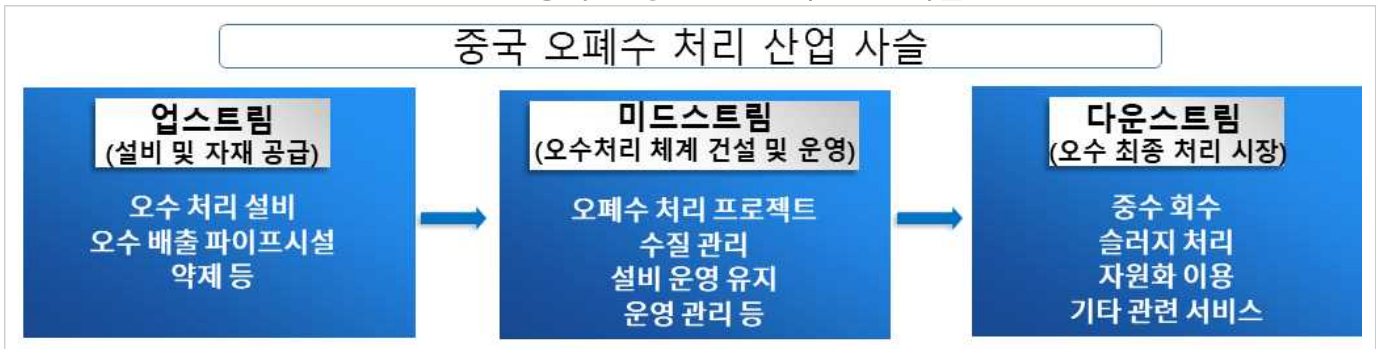 중국 오폐수 처리 산업 사슬
업스트림
(설비 및 자재 공급)
오수 처리 설비
오수 배출 파이프시설
약제 등
미드스트림
(오수처리 체계 건설 및 운영)
오폐수 처리 프로젝트
수질 관리
설비 운영 유지
운영 관리 등
다운스트림
(오수 최종 처리 시장)
중수 회수
슬러지 처리
자원화 이용
기타 관련 서비스